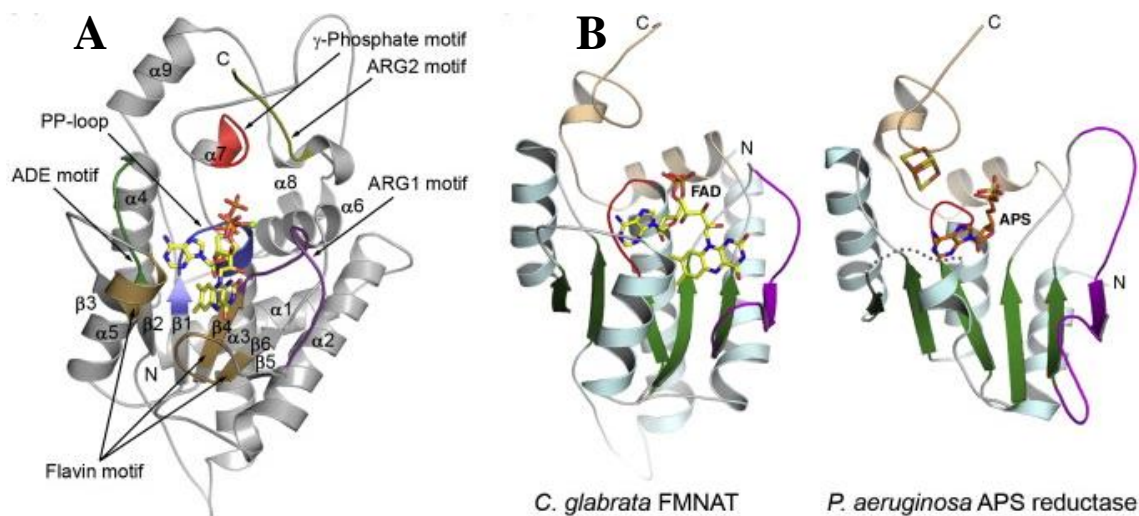 A
B
γ-Phosphate motif
C
ARG2 motif
α9
PP-loop
α7
ADE motif
α4
α8
ARG1 motif
α6
β3
β2
β1
β4
α1
α5
α3
β6
α2
β5
N
Flavin motif
C
N
FAD
C. glabrata FMNAT
C
APS
N
P. aeruginosa APS reductase